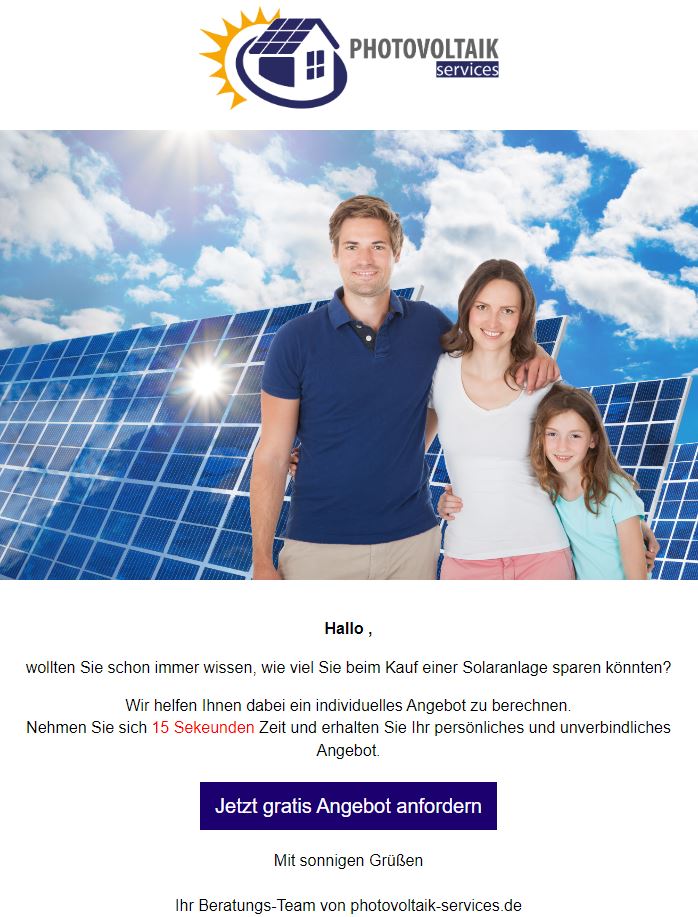 PHOTOVOLTAIK
services
Hallo ,
wollten Sie schon immer wissen, wie viel Sie beim Kauf einer Solaranlage sparen könnten?
Wir helfen Ihnen dabei ein individuelles Angebot zu berechnen.
Nehmen Sie sich 15 Sekeunden Zeit und erhalten Sie Ihr persönliches und unverbindliches
Angebot.
Jetzt gratis Angebot anfordern
Mit sonnigen Grüßen
Ihr Beratungs-Team von photovoltaik-services.de